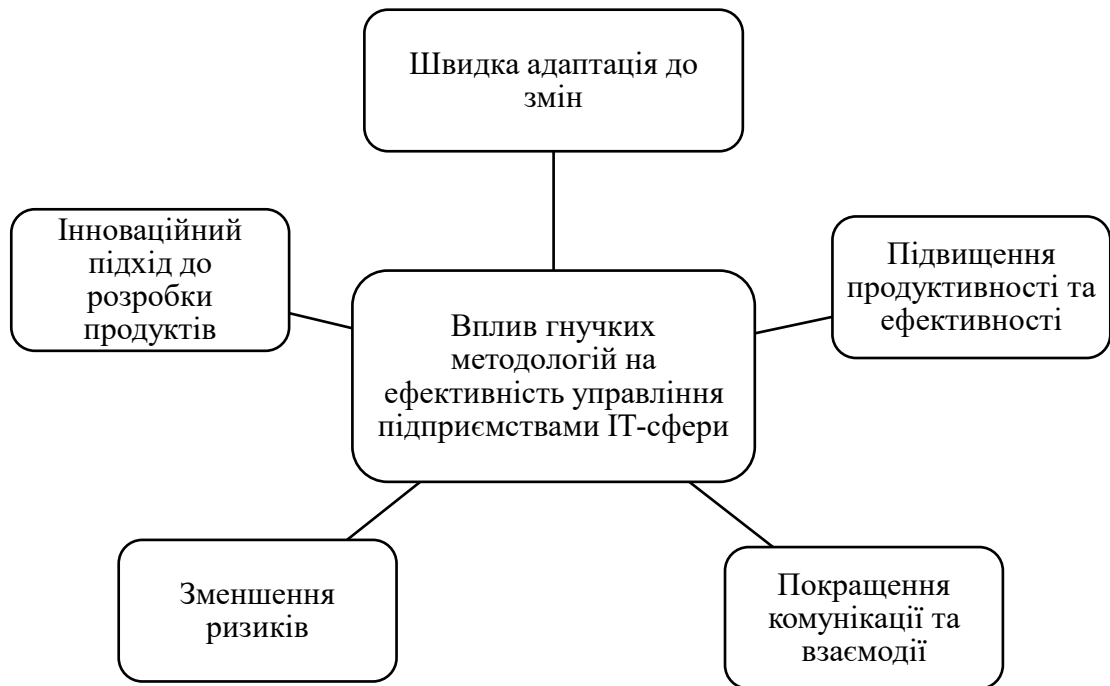 Швидка адаптація до
змін
Інноваційний
підхід до
розробки
продуктів
Підвищення
продуктивності та
ефективності
Вплив гнучких
методологій на
ефективність управління
підприємствами ІТ-сфери
Зменшення
ризиків
Покращення
комунікації та
взаємодії